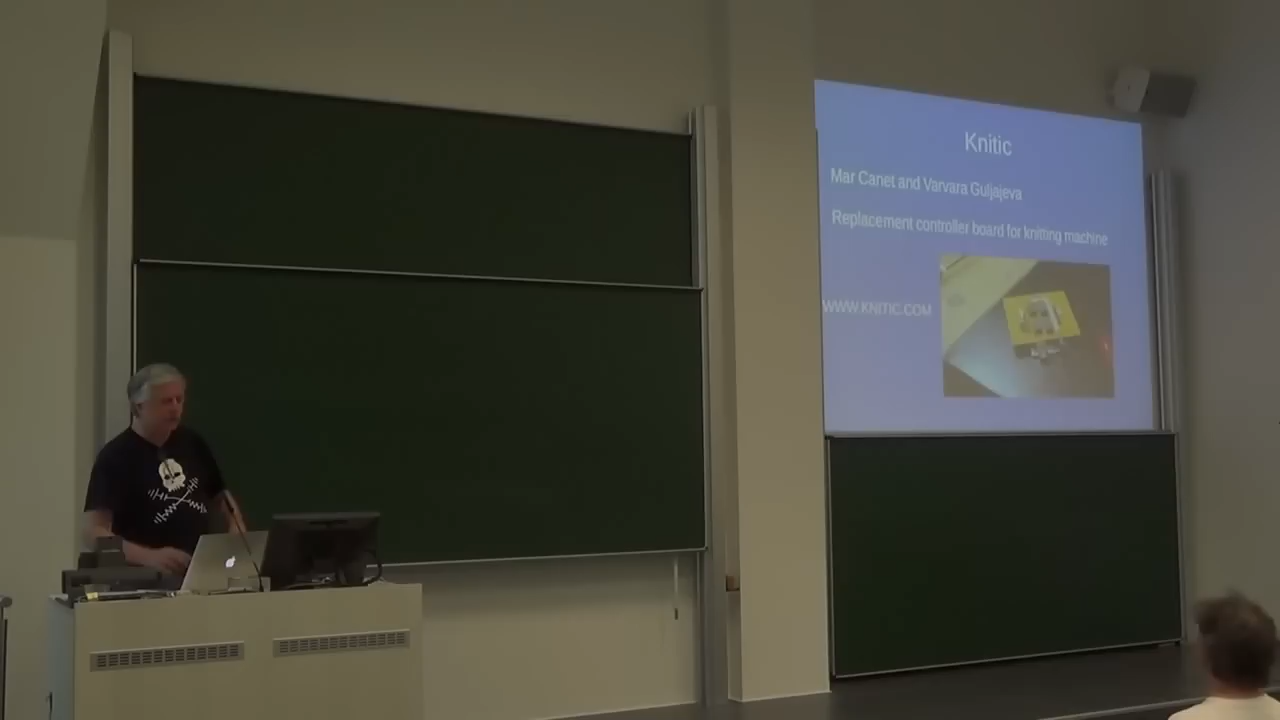 Knitic
Mar Canet and Varvara Guljajeva
Replacement controller board for knitting machine
WWW.KNITIC.COM